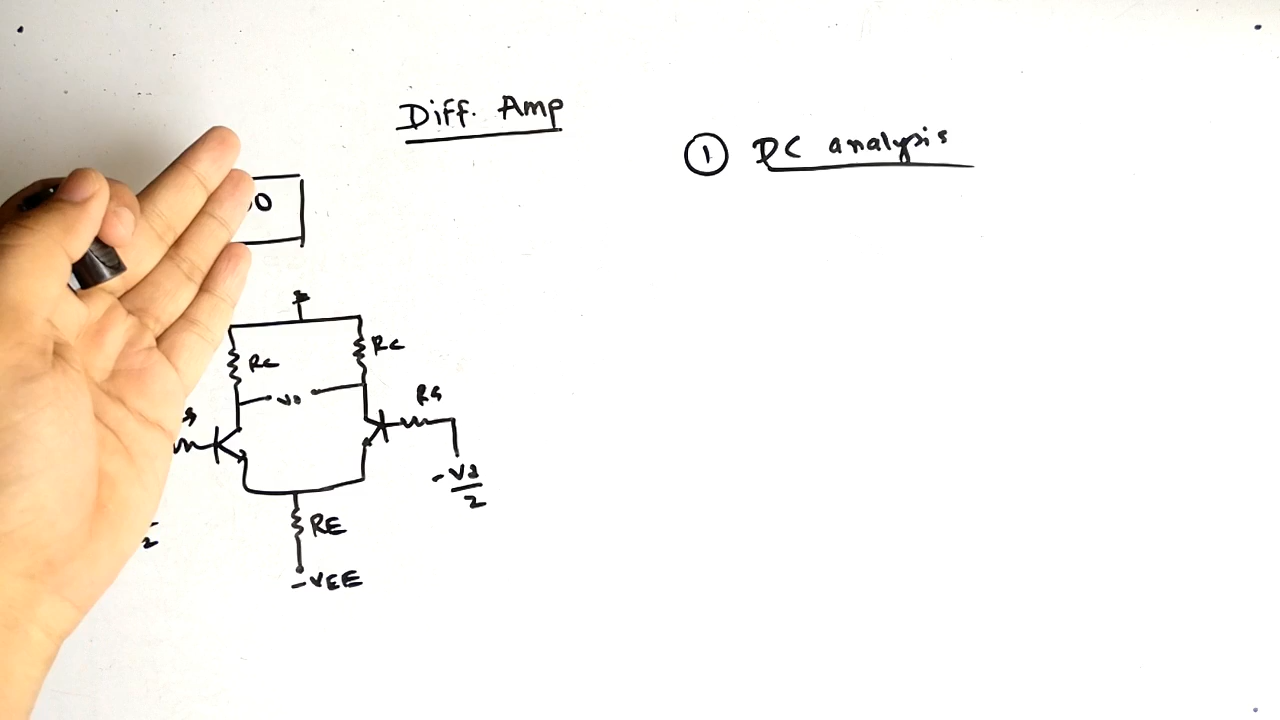 Diff. Amp
① DC analysis
RC
RC
Vo
RS
-Vd/2
RE
-VEE